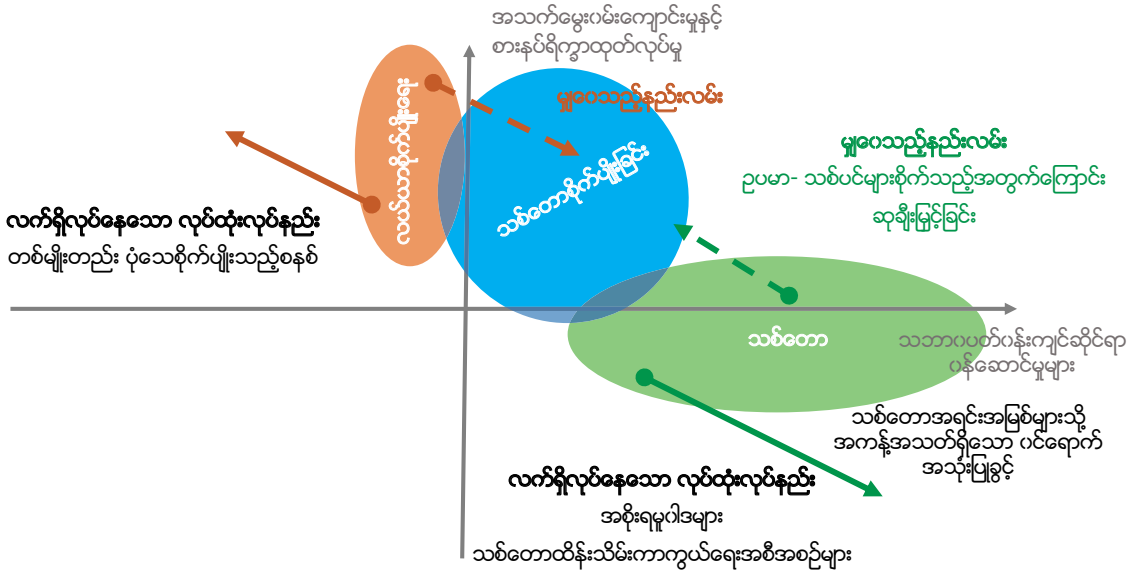 အသက်မွေးဝမ်းကျောင်းမှုနှင့်
စားနပ်ရိက္ခာထုတ်လုပ်မှု
လယ်ယာစိုက်ပျိုးရေး
မျှဝေသည့်နည်းလမ်း
သစ်တောစိုက်ပျိုးခြင်း
မျှဝေသည့်နည်းလမ်း
ဥပမာ- သစ်ပင်များစိုက်သည့်အတွက်ကြောင်း
ဆုချီးမြှင့်ခြင်း
လက်ရှိလုပ်နေသော လုပ်ထုံးလုပ်နည်း
တစ်မျိုးတည်း ပုံသေစိုက်ပျိုးသည့်စနစ်
သစ်တော
သဘာဝပတ်ဝန်းကျင်ဆိုင်ရာ
ဝန်ဆောင်မှုများ
သစ်တောအရင်းအမြစ်များသို့
အကန့်အသတ်ရှိသော ဝင်ရောက်
အသုံးပြုခွင့်
လက်ရှိလုပ်နေသော လုပ်ထုံးလုပ်နည်း
အစိုးရမူဝါဒများ
သစ်တောထိန်းသိမ်းကာကွယ်ရေးအစီအစဉ်များ